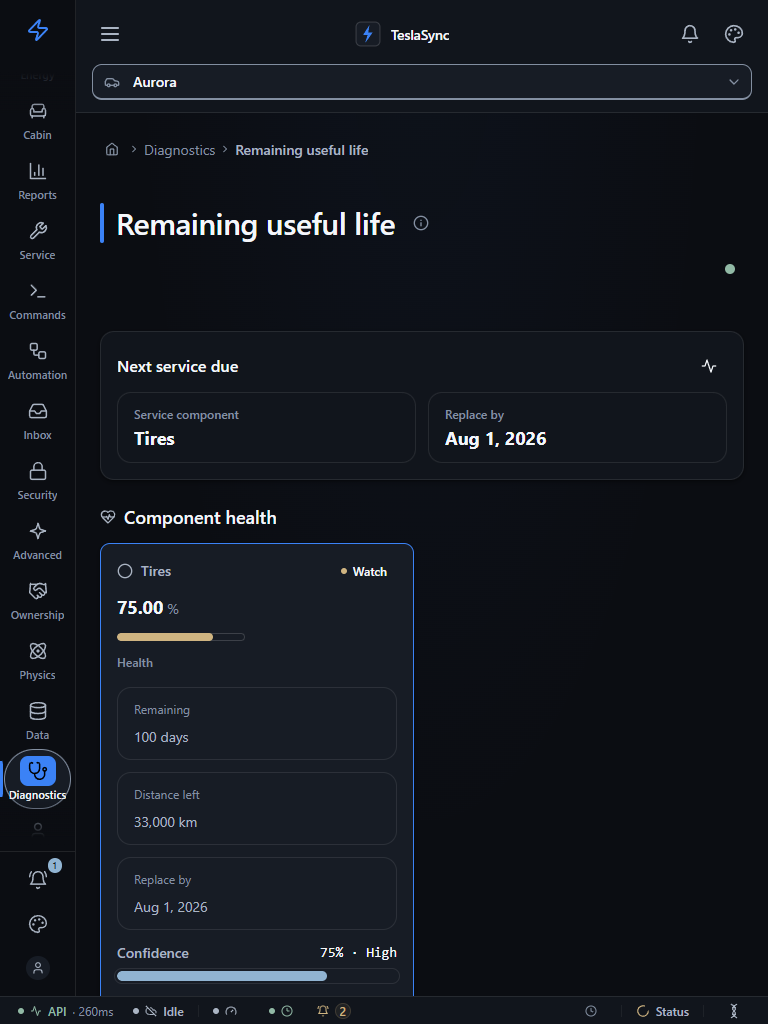 TeslaSync
Aurora
Energy
Cabin
Reports
Service
Commands
Automation
Inbox
Security
Advanced
Ownership
Physics
Data
Diagnostics
1
Diagnostics
Remaining useful life
Remaining useful life
Next service due
Service component
Tires
Replace by
Aug 1, 2026
Component health
Tires
Watch
75.00 %
Health
Remaining
100 days
Distance left
33,000 km
Replace by
Aug 1, 2026
Confidence
75% · High
API · 260ms
Idle
2
Status